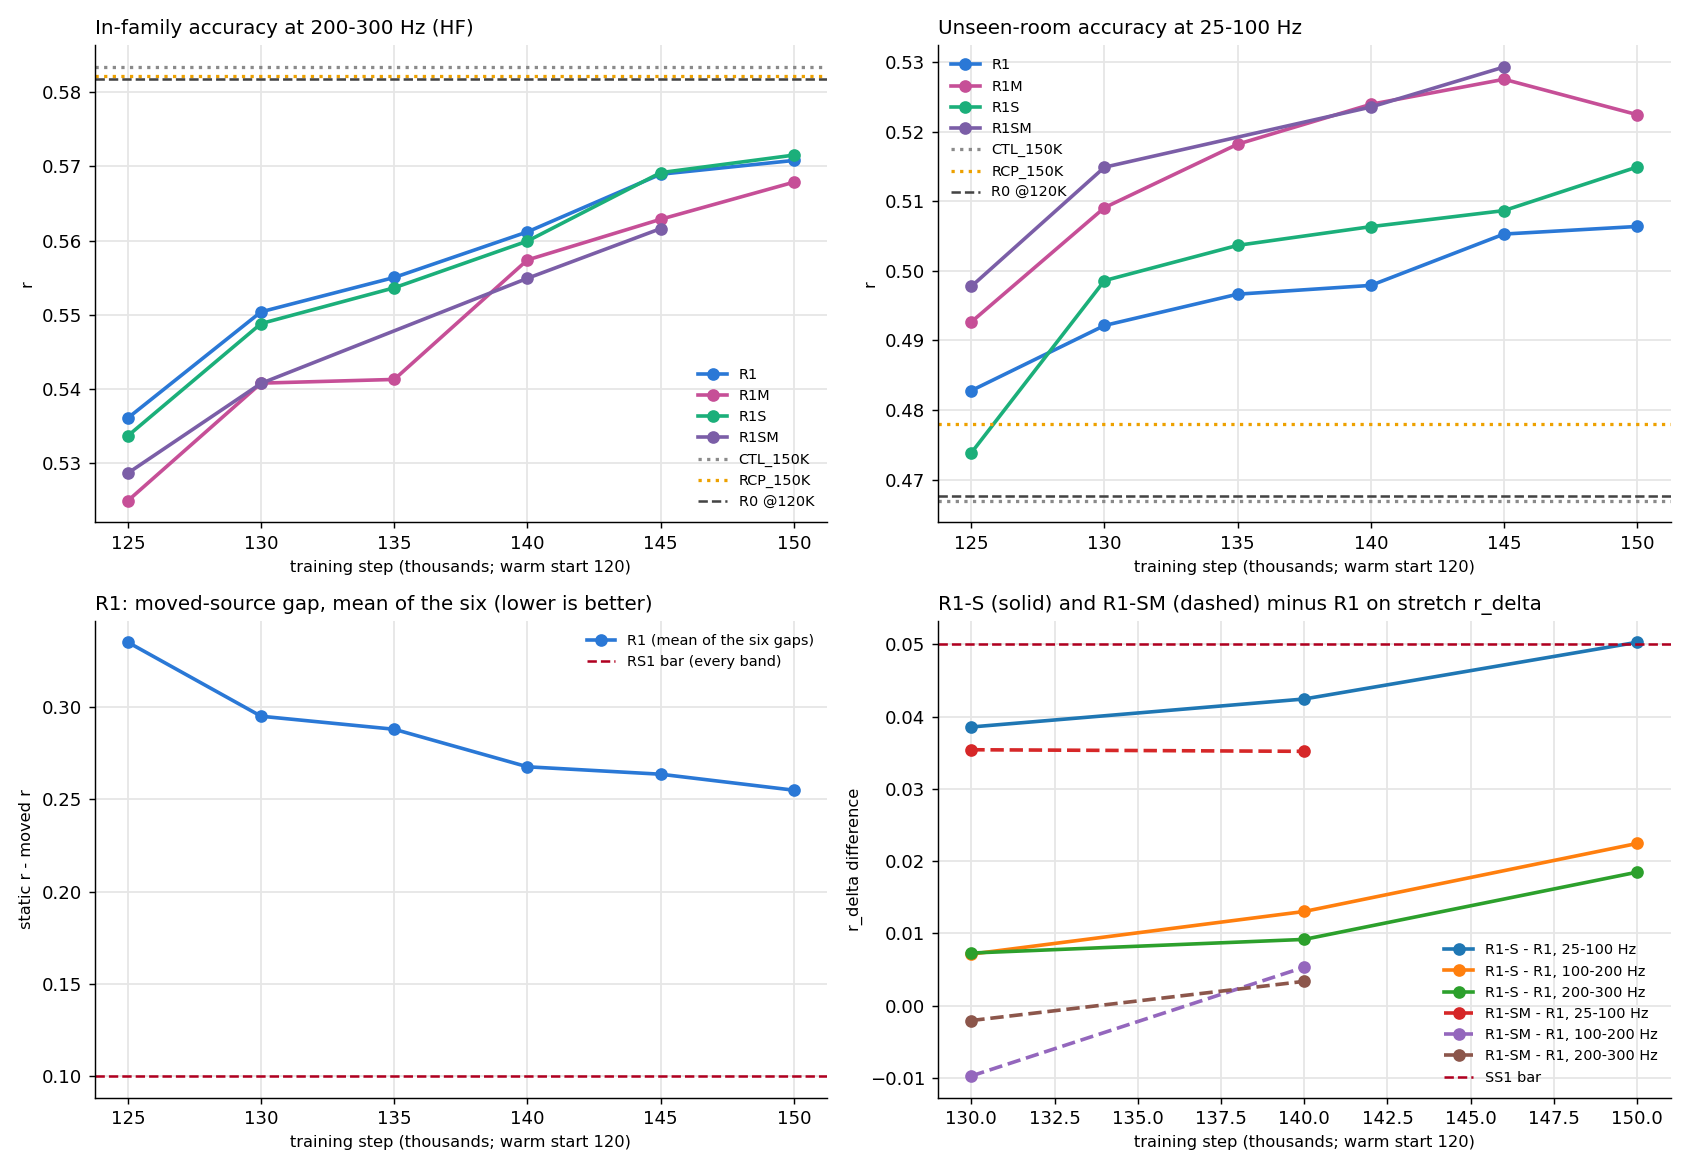 In-family accuracy at 200-300 Hz (HF)
0.58
0.57
0.56
0.55
0.54
0.53
r
R1
R1M
R1S
R1SM
CTL_150K
RCP_150K
R0 @120K
125
130
135
140
145
150
training step (thousands; warm start 120)
Unseen-room accuracy at 25-100 Hz
0.53
0.52
0.51
0.50
0.49
0.48
0.47
r
R1
R1M
R1S
R1SM
CTL_150K
RCP_150K
R0 @120K
125
130
135
140
145
150
training step (thousands; warm start 120)
R1: moved-source gap, mean of the six (lower is better)
0.30
0.25
0.20
0.15
0.10
static r - moved r
R1 (mean of the six gaps)
RS1 bar (every band)
125
130
135
140
145
150
training step (thousands; warm start 120)
R1-S (solid) and R1-SM (dashed) minus R1 on stretch r_delta
0.05
0.04
0.03
0.02
0.01
0.00
−0.01
r_delta difference
R1-S - R1, 25-100 Hz
R1-S - R1, 100-200 Hz
R1-S - R1, 200-300 Hz
R1-SM - R1, 25-100 Hz
R1-SM - R1, 100-200 Hz
R1-SM - R1, 200-300 Hz
SS1 bar
130.0
132.5
135.0
137.5
140.0
142.5
145.0
147.5
150.0
training step (thousands; warm start 120)